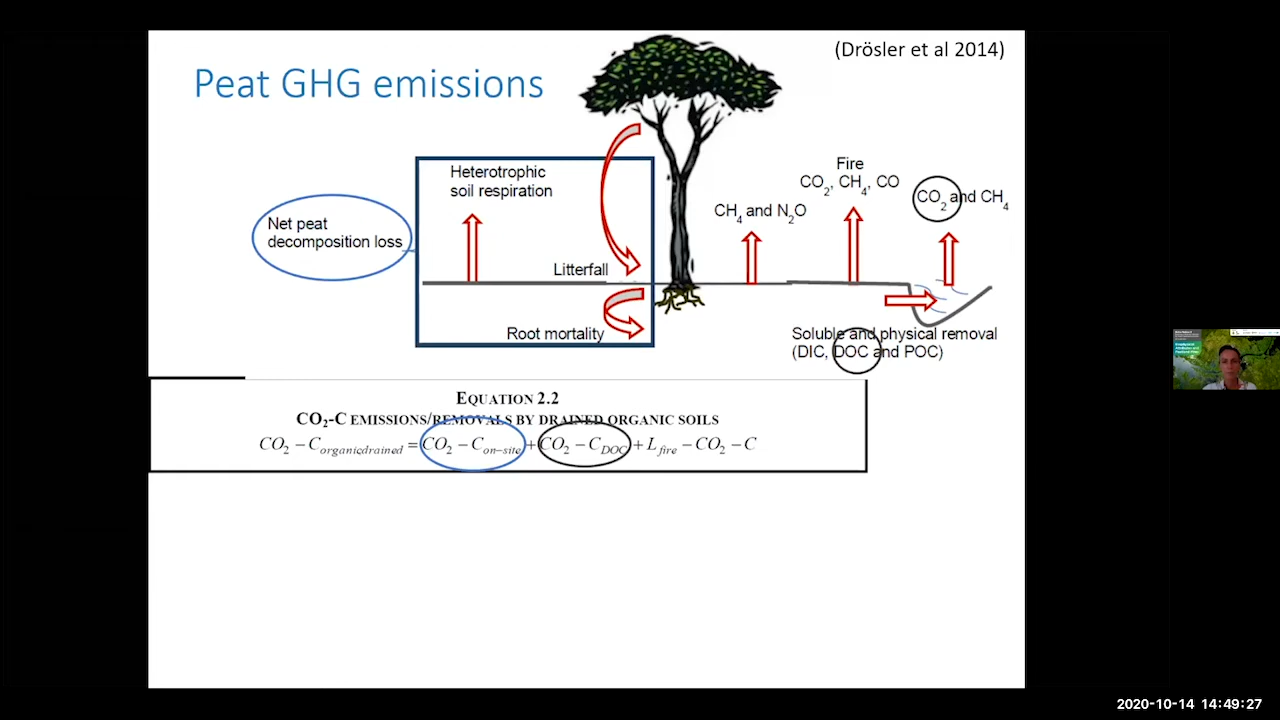 (Drösler et al 2014)
Peat GHG emissions
Heterotrophic
soil respiration
Net peat
decomposition loss
Litterfall
Root mortality
CH₄ and N₂O
Fire
CO₂, CH₄, CO
CO₂ and CH₄
Soluble and physical removal
(DIC, DOC and POC)
EQUATION 2.2
CO₂-C EMISSIONS/REMOVALS BY DRAINED ORGANIC SOILS
CO₂ – C organic,drained = CO₂ – C on–site + CO₂ – C DOC + L fire – CO₂ – C
2020-10-14 14:49:27